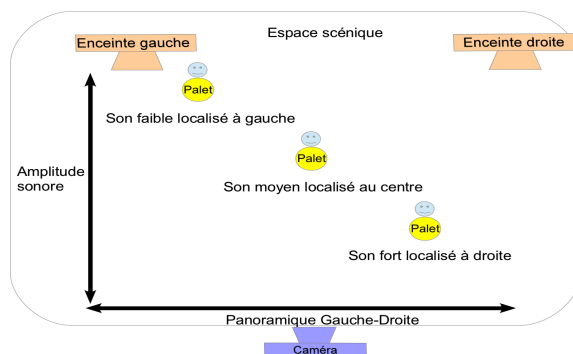 Espace scénique
Enceinte gauche
Enceinte droite
Palet
Son faible localisé à gauche
Palet
Amplitude
sonore
Son moyen localisé au centre
Palet
Son fort localisé à droite
Panoramique Gauche-Droite
Caméra